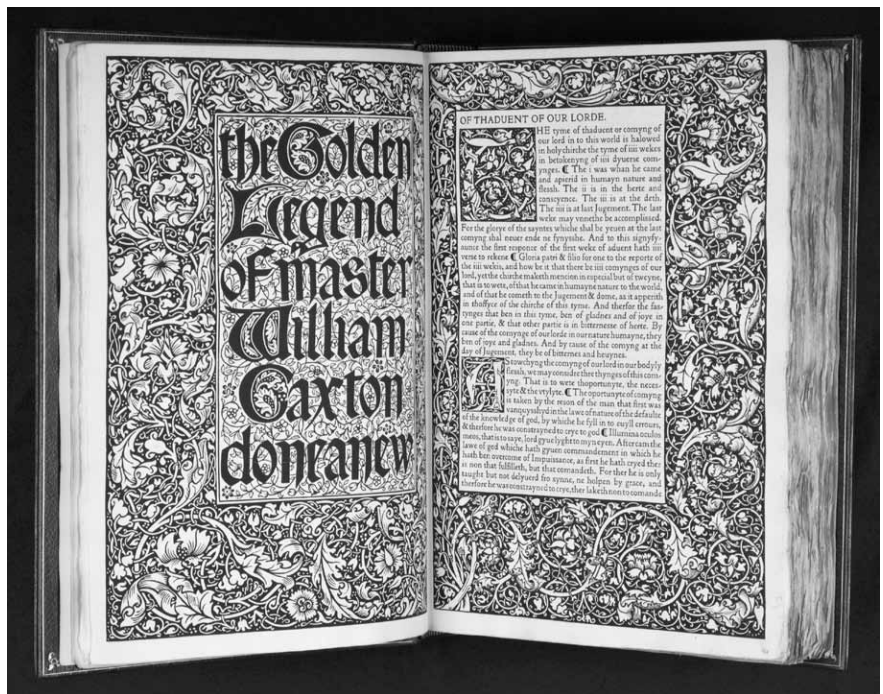 the Golden
Legend
of master
William
Caxton
done anew
OF THADUENT OF OUR LORDE.
THE tyme of thaduent or comyng of
our lord in to this world is halowed
in holy chirche the tyme of iiii wekes
in betokenyng of iiii dyuerse com-
ynges. ¶ The i was whan he came
and apierid in humayn nature and
flessh. The ii is in the herte and
conscyence. The iii is at the deth.
The iiii is at last Jugement. The last
weke may vnnethe be accomplissed.
For the glorye of the sayntes whiche shal be yeuen at the last
comyng shal neuer ende ne fynysshe. And to this signyfy-
aunce the first responce of the first weke of aduent hath iiii
verse to rekene ¶ Gloria patri & filio for one to the reporte of
the iiii wekis, and how be it that there be iiii comynges of our
lord, yet the chirche maketh mencion in especial but of tweyne,
that is to wete, of that he came in humayne nature to the world,
and of that he cometh to the Jugement & dome, as it apperith
in thoffyce of the chirche of this tyme. And therfor the fas-
tynges that ben in this tyme, ben of gladnes and of joye in
one partie, & that other partie is in bitternesse of herte. By
cause of the comynge of our lorde in our nature humayne, they
ben of joye and gladnes. And by cause of the comyng at the
day of Jugement, they be of bitternes and heuynes.
AS towchyng the comyng of our lord in our bodyly
flessh, we may considere thre thynges of this com-
yng. That is to wete thoportunyte, the neces-
syte & the vtylyte. ¶ The oportunyte of comyng
is taken by the reson of the man that first was
vanquysshyd in the lawe of nature of the defaulte
of the knowledge of god, by whiche he fyll in to euyll errours,
& therfore he was constrayned to crye to god ¶ Illumina oculos
meos, that is to saye, lord gyue lyght to myn eyen. After cam the
lawe of god whiche hath gyuen commandement in which he
hath ben overcome of Impuissance, as first he hath cryed ther
is non that fulfilleth, but that comandeth. For ther he is only
taught but not delyuerd fro synne, ne holpen by grace, and
therfore he was constrayned to crye, ther lakketh non to comande